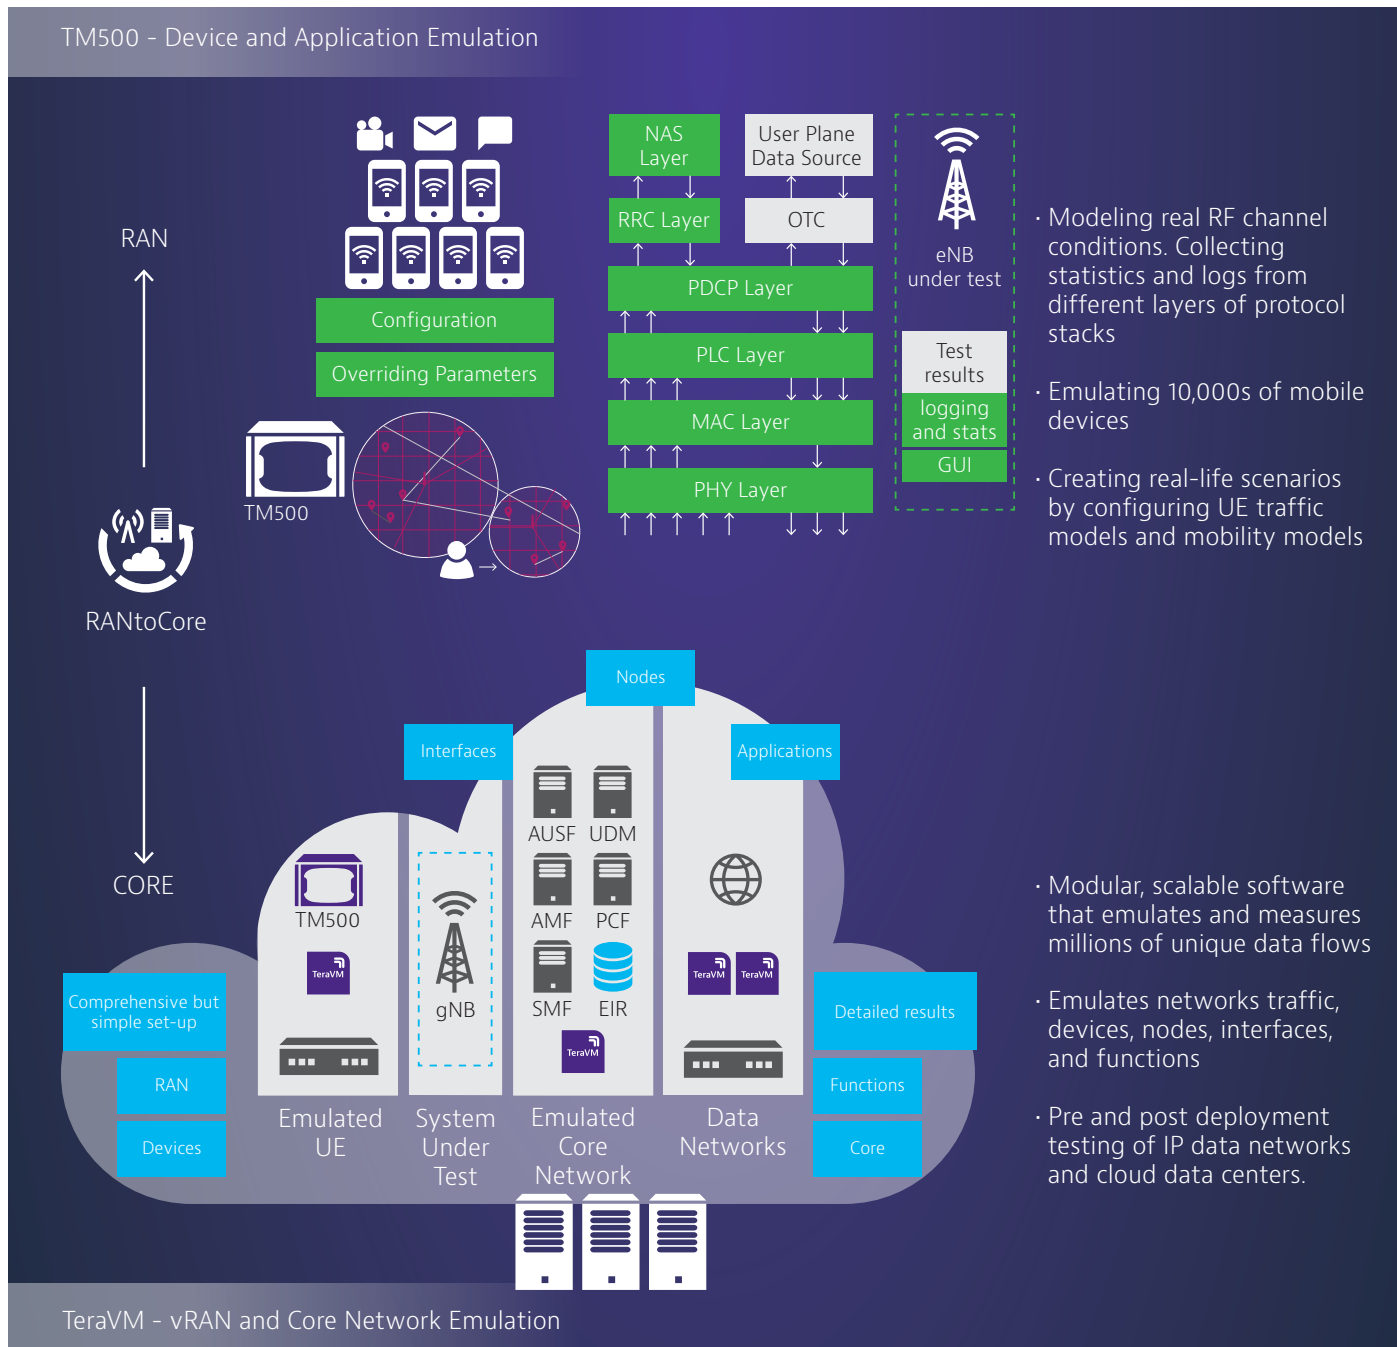 TM500 - Device and Application Emulation
RAN
RANtoCore
CORE
Configuration
Overriding Parameters
TM500
NAS
Layer
User Plane
Data Source
RRC Layer
OTC
PDCP Layer
PLC Layer
MAC Layer
PHY Layer
eNB
under test
Test
results
logging
and stats
GUI
· Modeling real RF channel
conditions. Collecting
statistics and logs from
different layers of protocol
stacks
· Emulating 10,000s of mobile
devices
· Creating real-life scenarios
by configuring UE traffic
models and mobility models
Nodes
Interfaces
Applications
Comprehensive but
simple set-up
RAN
Devices
TM500
TeraVM
Emulated
UE
gNB
System
Under
Test
AUSF
UDM
AMF
PCF
SMF
EIR
TeraVM
Emulated
Core
Network
TeraVM
TeraVM
Data
Networks
Detailed results
Functions
Core
· Modular, scalable software
that emulates and measures
millions of unique data flows
· Emulates networks traffic,
devices, nodes, interfaces,
and functions
· Pre and post deployment
testing of IP data networks
and cloud data centers.
TeraVM - vRAN and Core Network Emulation